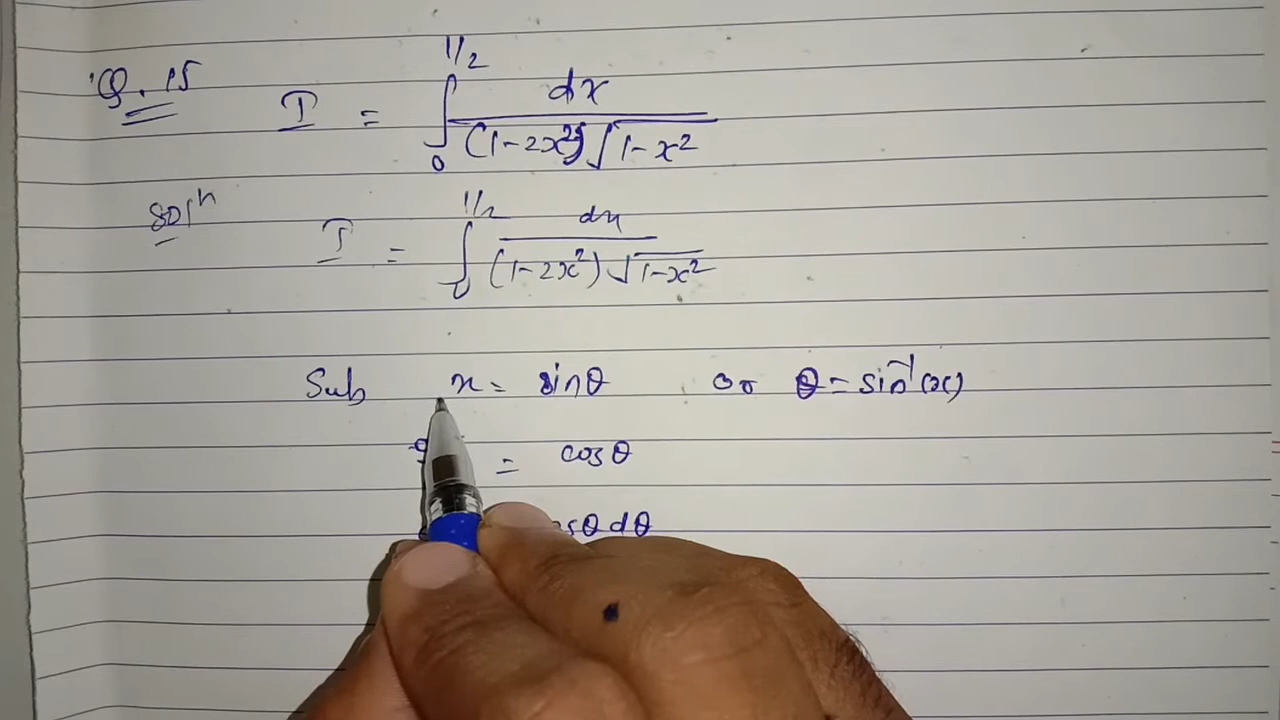 Q. 15 I = ∫₀^{1/2} dx / (1-2x²)√1-x²
Solⁿ I = ∫₀^{1/2} dx / (1-2x²)√1-x²
Sub x = sinθ or θ = sin⁻¹(x)
= cosθ
θ dθ